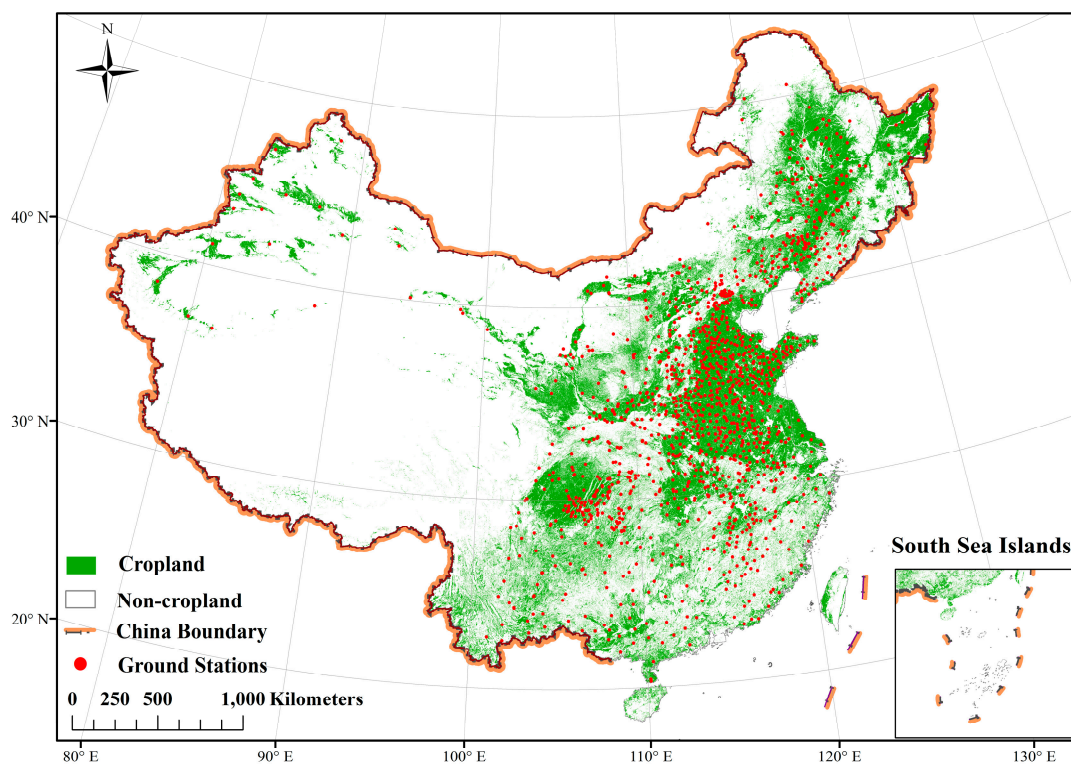 N
40° N
30° N
20° N
Cropland
Non-cropland
China Boundary
Ground Stations
0 250 500 1,000 Kilometers
South Sea Islands
80° E 90° E 100° E 110° E 120° E 130° E